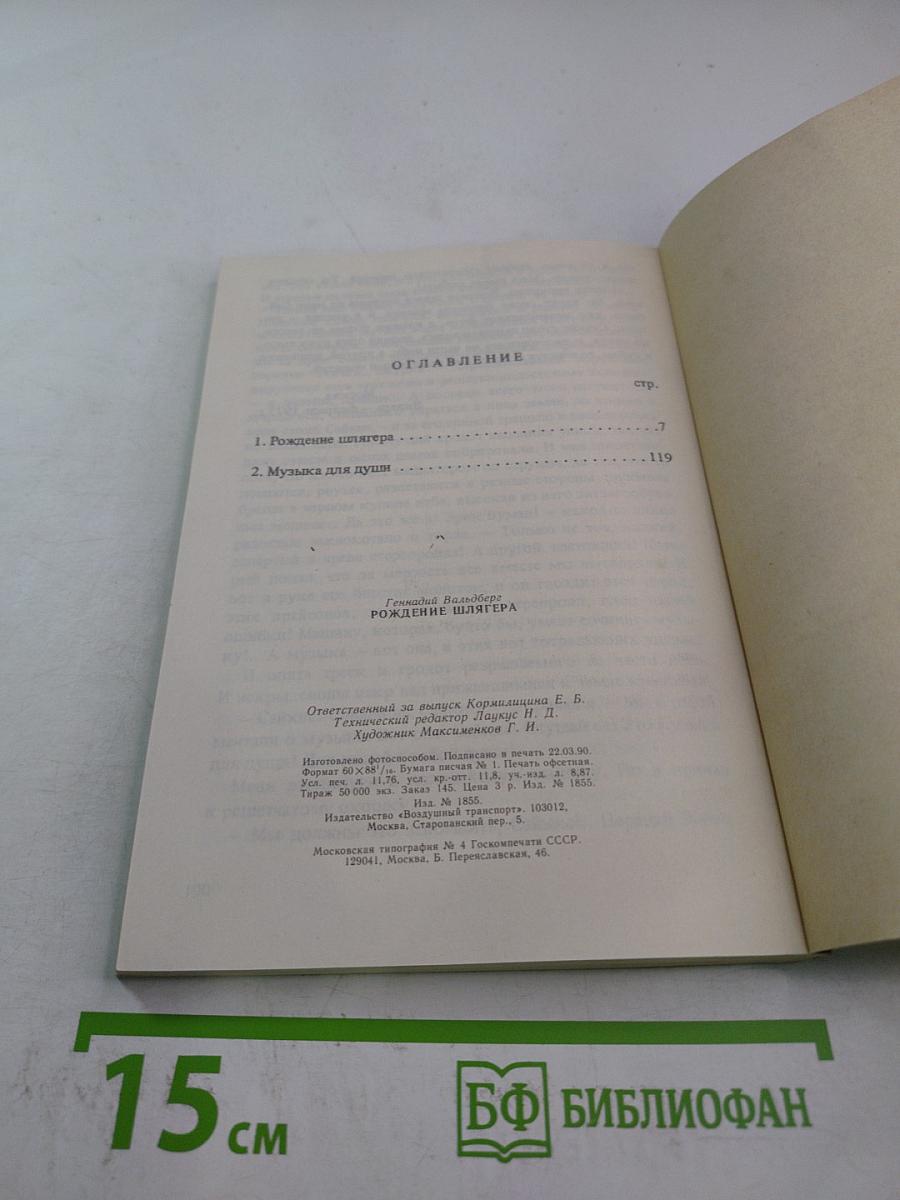 ОГЛАВЛЕНИЕ
стр.
1. Рождение шлягера . . . . . . . . . . . . . . . . . . . . . . . . . . . .7
2. Музыка для души . . . . . . . . . . . . . . . . . . . . . . . . . . .119
Геннадий Вальдберг
РОЖДЕНИЕ ШЛЯГЕРА
Ответственный за выпуск Кормилицина Е. Б.
Технический редактор Лаукус Н. Д.
Художник Максименков Г. И.
Изготовлено фотоспособом. Подписано в печать 22.03.90.
Формат 60×88¹/₁₆. Бумага писчая № 1. Печать офсетная.
Усл. печ. л. 11,76, усл. кр.-отт. 11,8, уч.-изд. л. 8,87.
Тираж 50 000 экз. Заказ 145. Цена 3 р. Изд. № 1855.
Изд. № 1855.
Издательство «Воздушный транспорт». 103012,
Москва, Старопанский пер., 5.
Московская типография № 4 Госкомпечати СССР.
129041, Москва, Б. Переяславская, 46.
15 см
БФ БИБЛИОФАН